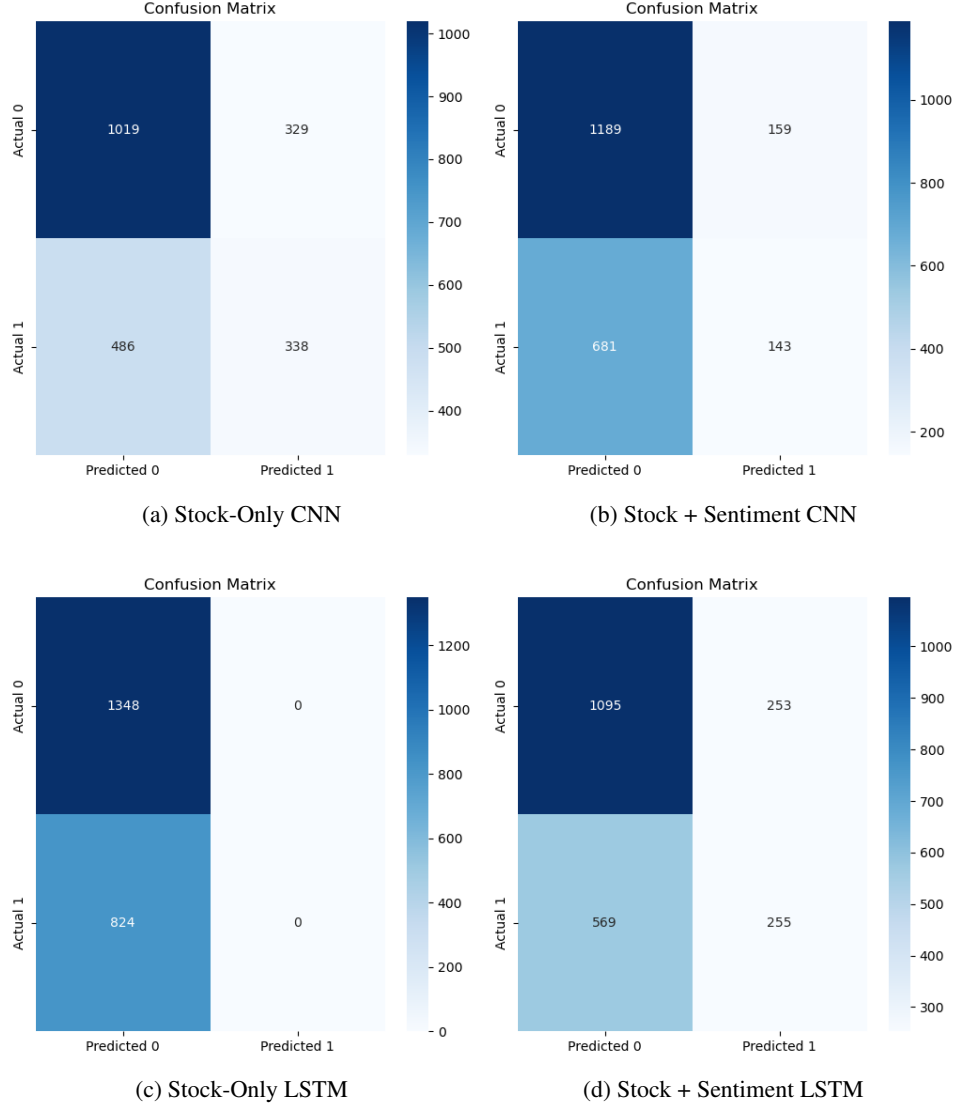 Confusion Matrix
Actual 0
Actual 1
1019 329
486 338
Predicted 0 Predicted 1
1000
900
800
700
600
500
400
(a) Stock-Only CNN
Confusion Matrix
Actual 0
Actual 1
1189 159
681 143
Predicted 0 Predicted 1
1000
800
600
400
200
(b) Stock + Sentiment CNN
Confusion Matrix
Actual 0
Actual 1
1348 0
824 0
Predicted 0 Predicted 1
1200
1000
800
600
400
200
0
(c) Stock-Only LSTM
Confusion Matrix
Actual 0
Actual 1
1095 253
569 255
Predicted 0 Predicted 1
1000
900
800
700
600
500
400
300
(d) Stock + Sentiment LSTM